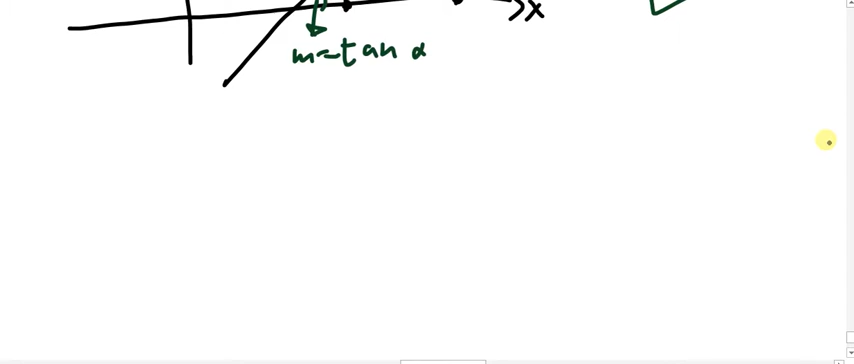 x
m=tan α